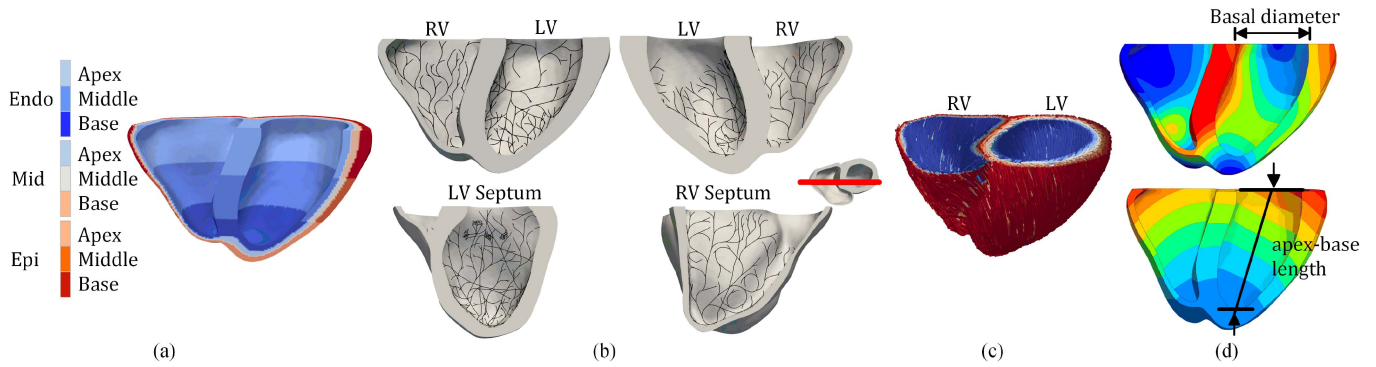 Endo
Apex
Middle
Base
Mid
Apex
Middle
Base
Epi
Apex
Middle
Base
(a)
RV
LV
LV
RV
LV Septum
RV Septum
(b)
RV
LV
(c)
Basal diameter
apex-base
length
(d)